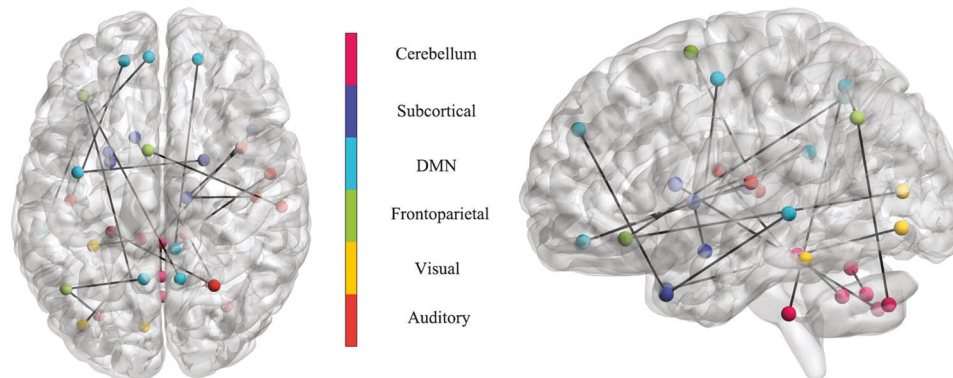 Cerebellum
Subcortical
DMN
Frontoparietal
Visual
Auditory